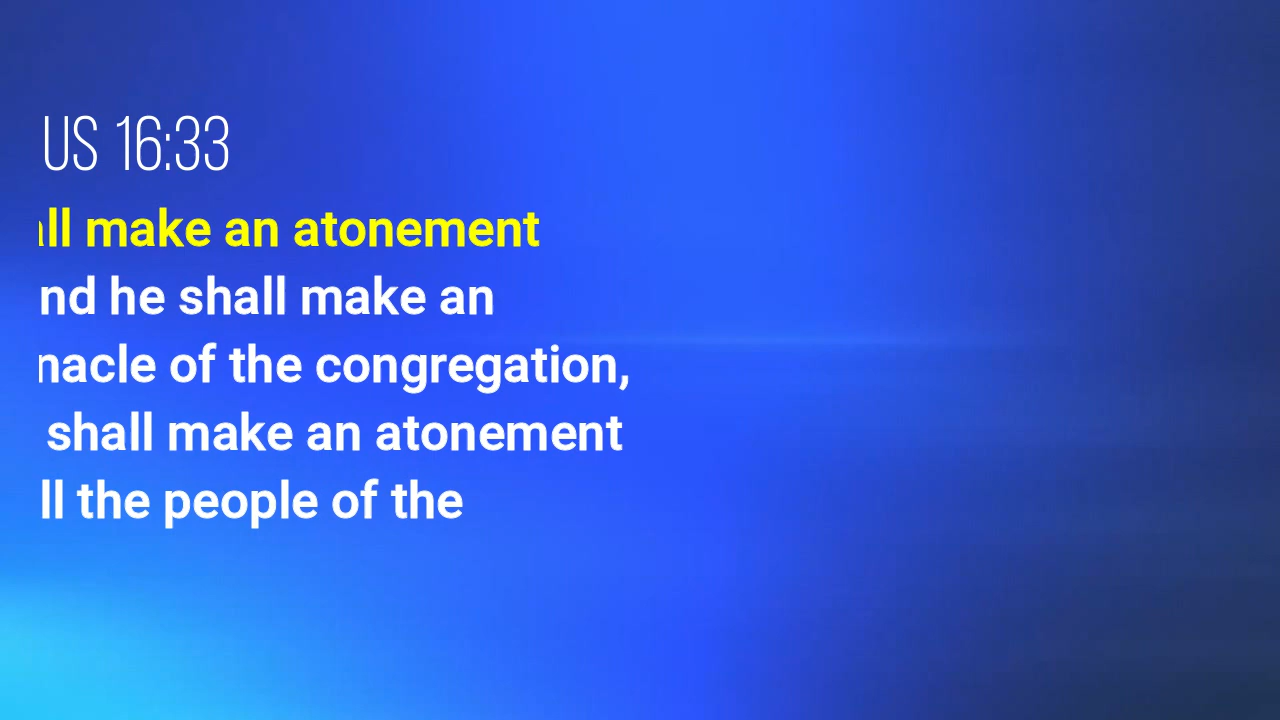 US 16:33
ll make an atonement
nd he shall make an
nacle of the congregation,
shall make an atonement
ll the people of the